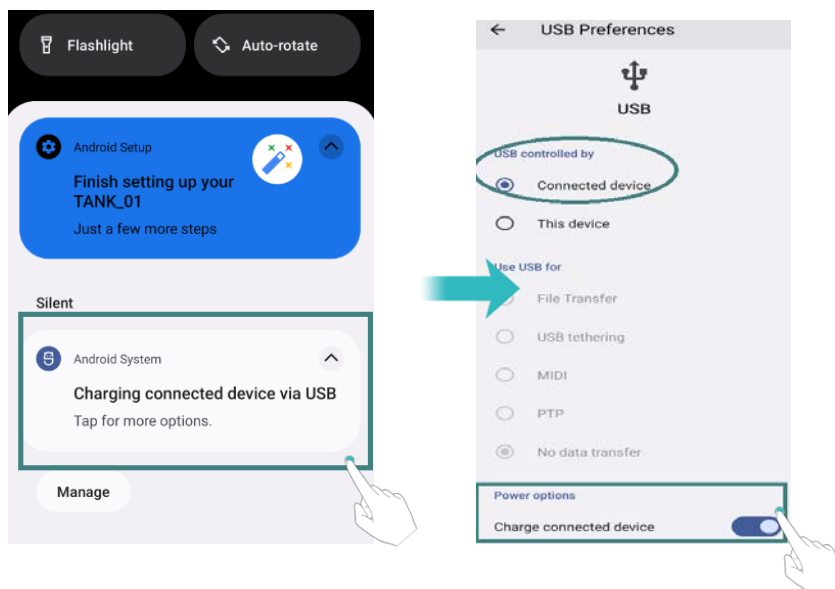 Flashlight
Auto-rotate
Android Setup
Finish setting up your
TANK_01
Just a few more steps
Silent
Android System
Charging connected device via USB
Tap for more options.
Manage
USB Preferences
USB
USB controlled by
Connected device
This device
Use USB for
File Transfer
USB tethering
MIDI
PTP
No data transfer
Power options
Charge connected device